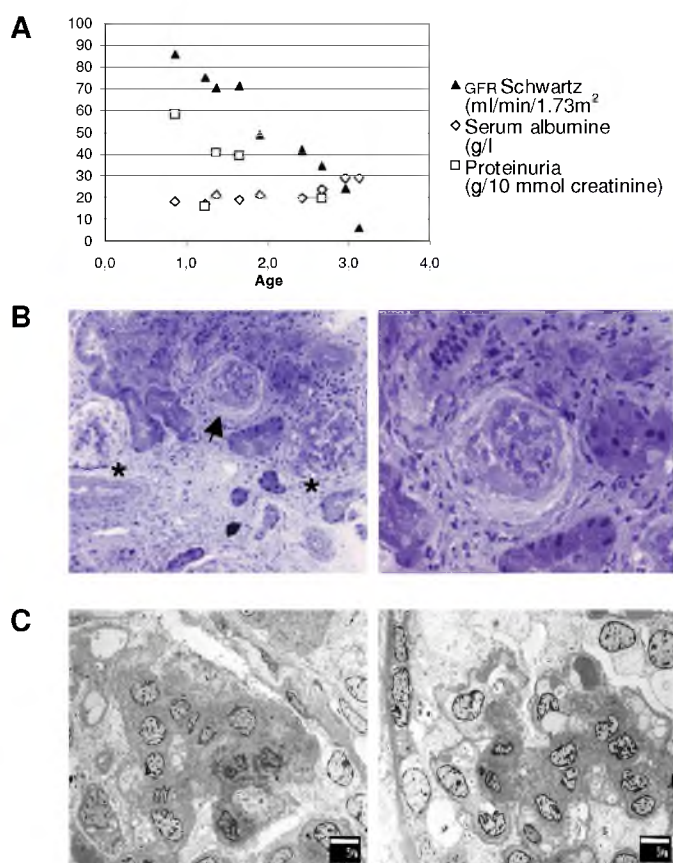 A
100
90
80
70
60
50
40
30
20
10
0
0,0 1,0 2,0 3.0 4,0
Age
GFR Schwartz
(ml/min/1.73m²
Serum albumine
(g/l
Proteinuria
(g/10 mmol creatinine)
B
* *
C